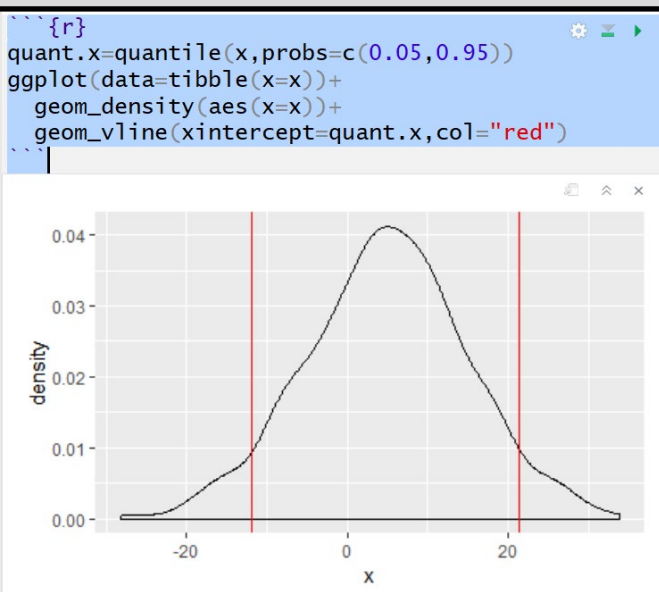 ```{r}
quant.x=quantile(x,probs=c(0.05,0.95))
ggplot(data=tibble(x=x))+
  geom_density(aes(x=x))+
  geom_vline(xintercept=quant.x,col="red")
```
0.04
0.03
0.02
0.01
0.00
density
-20 0 20
x